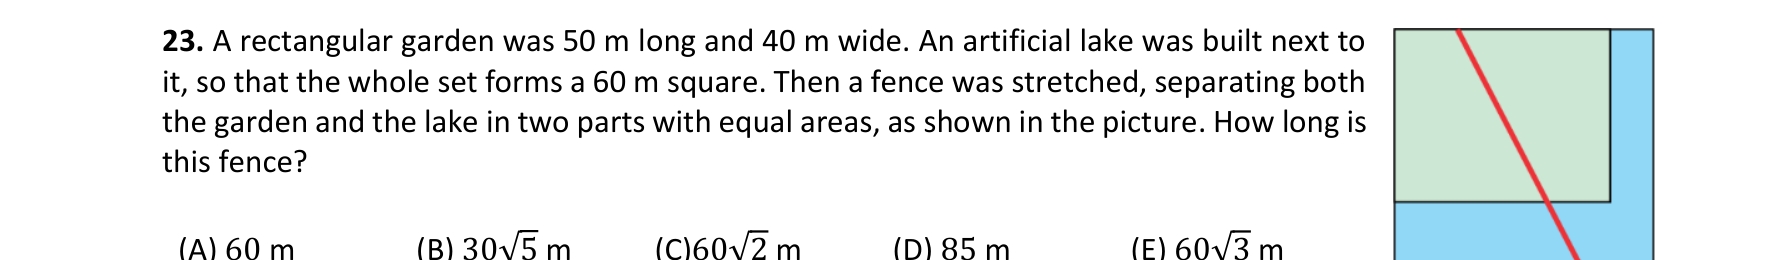 23. A rectangular garden was 50 m long and 40 m wide. An artificial lake was built next to
it, so that the whole set forms a 60 m square. Then a fence was stretched, separating both
the garden and the lake in two parts with equal areas, as shown in the picture. How long is
this fence?
(A) 60 m (B) 30√5 m (C)60√2 m (D) 85 m (E) 60√3 m